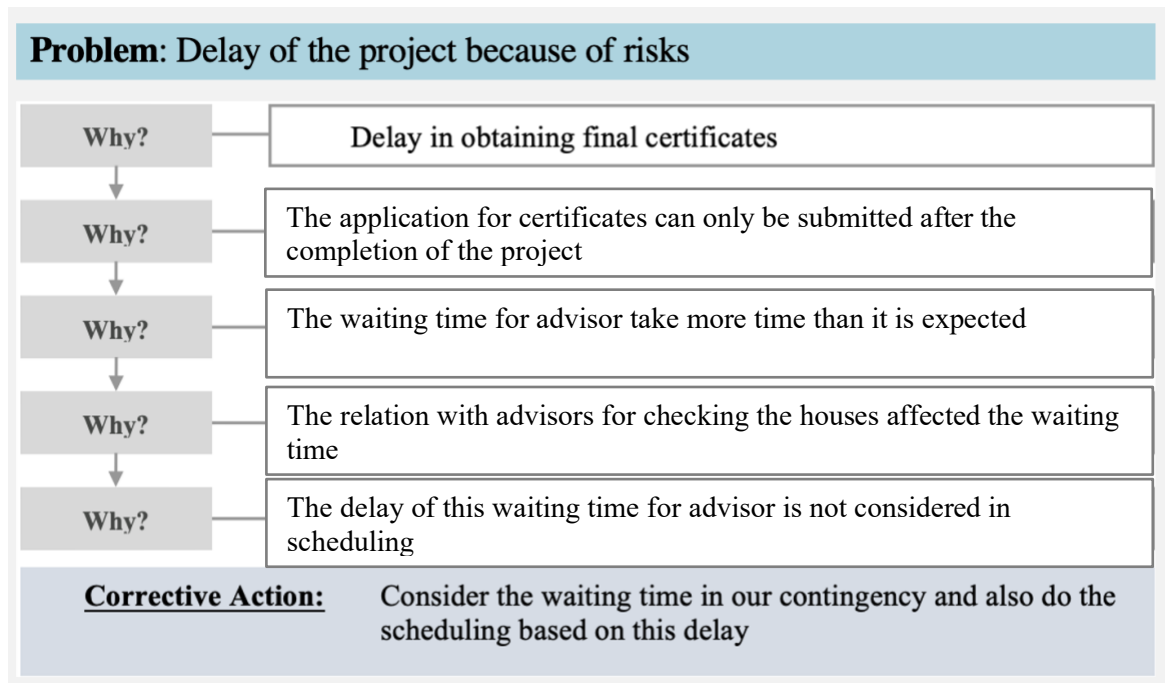 Problem: Delay of the project because of risks
Why?
Delay in obtaining final certificates
Why?
The application for certificates can only be submitted after the
completion of the project
Why?
The waiting time for advisor take more time than it is expected
Why?
The relation with advisors for checking the houses affected the waiting
time
Why?
The delay of this waiting time for advisor is not considered in
scheduling
Corrective Action:
Consider the waiting time in our contingency and also do the
scheduling based on this delay